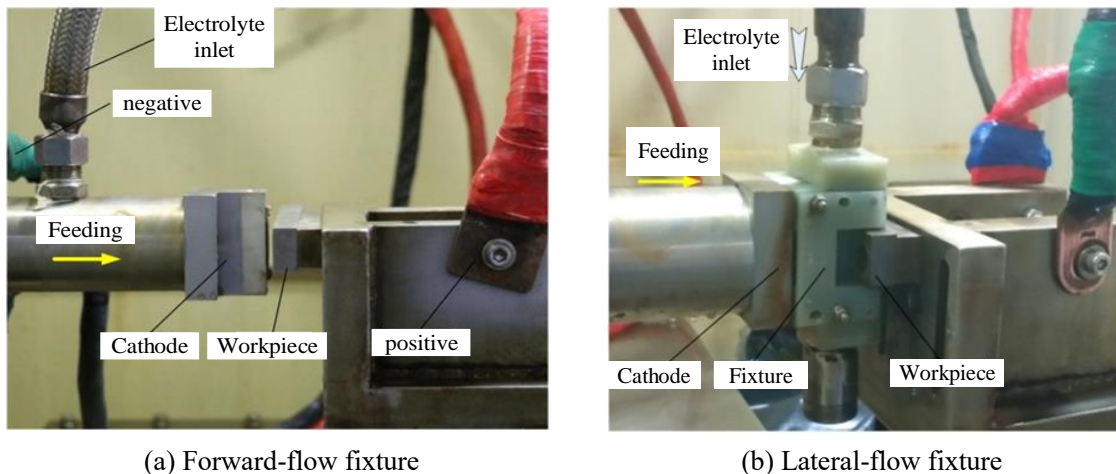 Electrolyte
inlet
negative
Feeding
Cathode
Workpiece
positive
(a) Forward-flow fixture
Electrolyte
inlet
Feeding
Cathode
Fixture
Workpiece
(b) Lateral-flow fixture